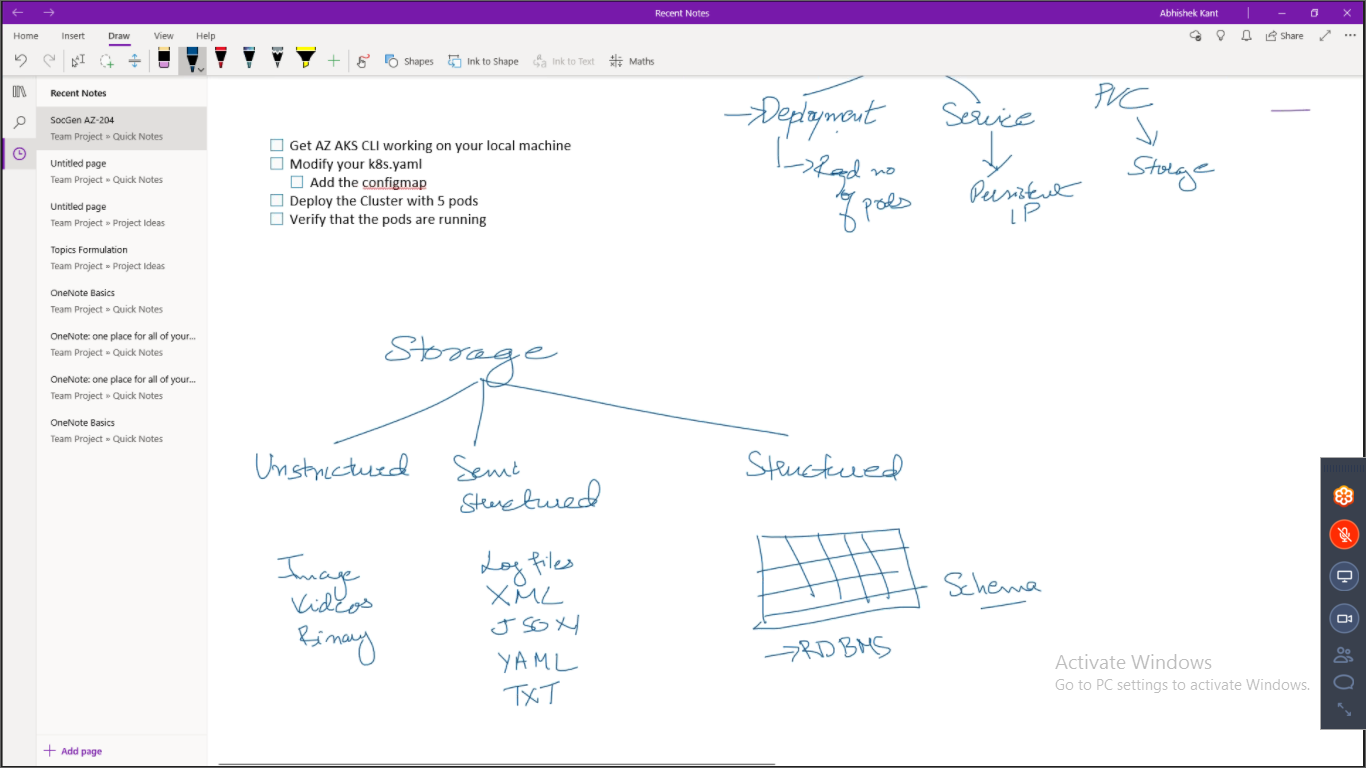 Recent Notes
Abhishek Kant
Home Insert Draw View Help
Share
Shapes Ink to Shape Ink to Text Maths
Recent Notes
SocGen AZ-204
Team Project » Quick Notes
Untitled page
Team Project » Quick Notes
Untitled page
Team Project » Project Ideas
Topics Formulation
Team Project » Project Ideas
OneNote Basics
Team Project » Quick Notes
OneNote: one place for all of your...
Team Project » Quick Notes
OneNote: one place for all of your...
Team Project » Quick Notes
OneNote Basics
Team Project » Quick Notes
Add page
Get AZ AKS CLI working on your local machine
Modify your k8s.yaml
Add the configmap
Deploy the Cluster with 5 pods
Verify that the pods are running
Deployment
no
of pods
Service
Persistent
IP
PVC
Storage
Storage
Unstrictured
Semi
Structured
Structured
Image
Videos
Binary
Log files
XML
JSON
YAML
TXT
Schema
RDBMS
Activate Windows
Go to PC settings to activate Windows.